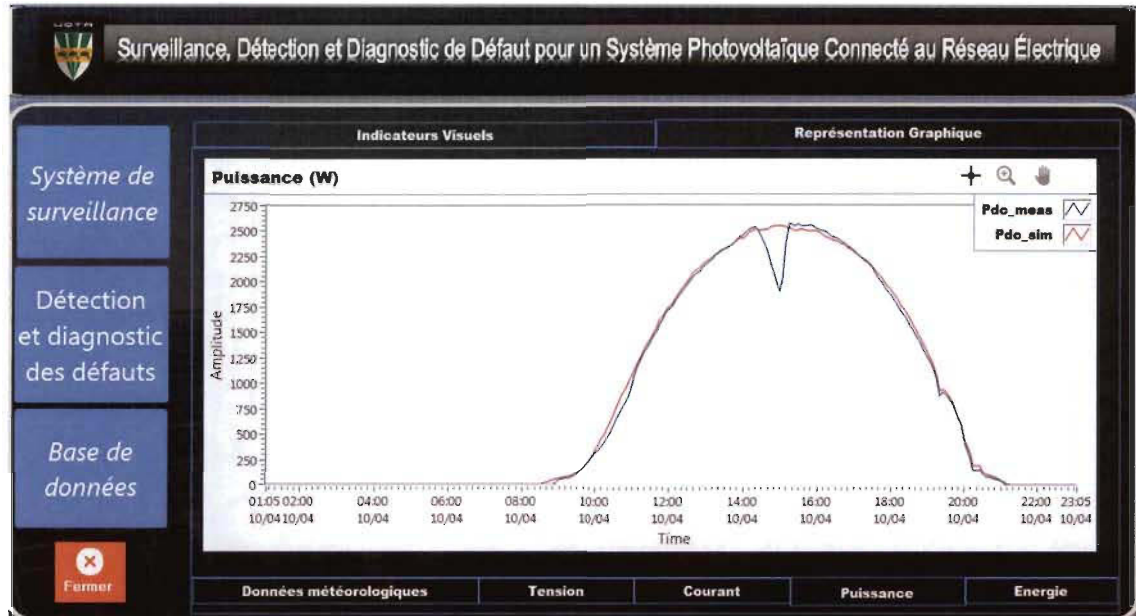 Surveillance, Détection et Diagnostic de Défaut pour un Système Photovoltaïque Connecté au Réseau Électrique
Indicateurs Visuels
Représentation Graphique
Système de
surveillance
Détection
et diagnostic
des défauts
Base de
données
Fermer
Puissance (W)
Pdc_meas
Pdc_sim
Amplitude
2750
2500
2250
2000
1750
1500
1250
1000
750
500
250
0
01:05 02:00 04:00 06:00 08:00 10:00 12:00 14:00 16:00 18:00 20:00 22:00 23:05
10/04 10/04 10/04 10/04 10/04 10/04 10/04 10/04 10/04 10/04 10/04 10/04 10/04
Time
Données météorologiques
Tension
Courant
Puissance
Energie